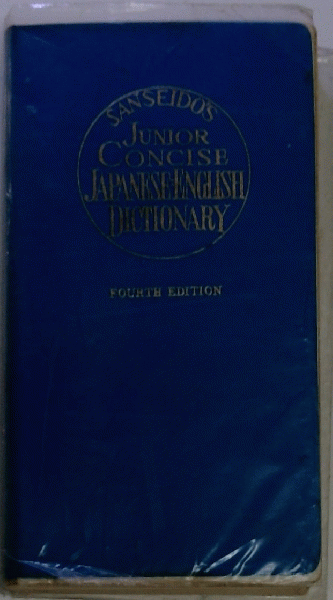 SANSEIDO'S
JUNIOR
CONCISE
JAPANESE-ENGLISH
DICTIONARY
FOURTH EDITION